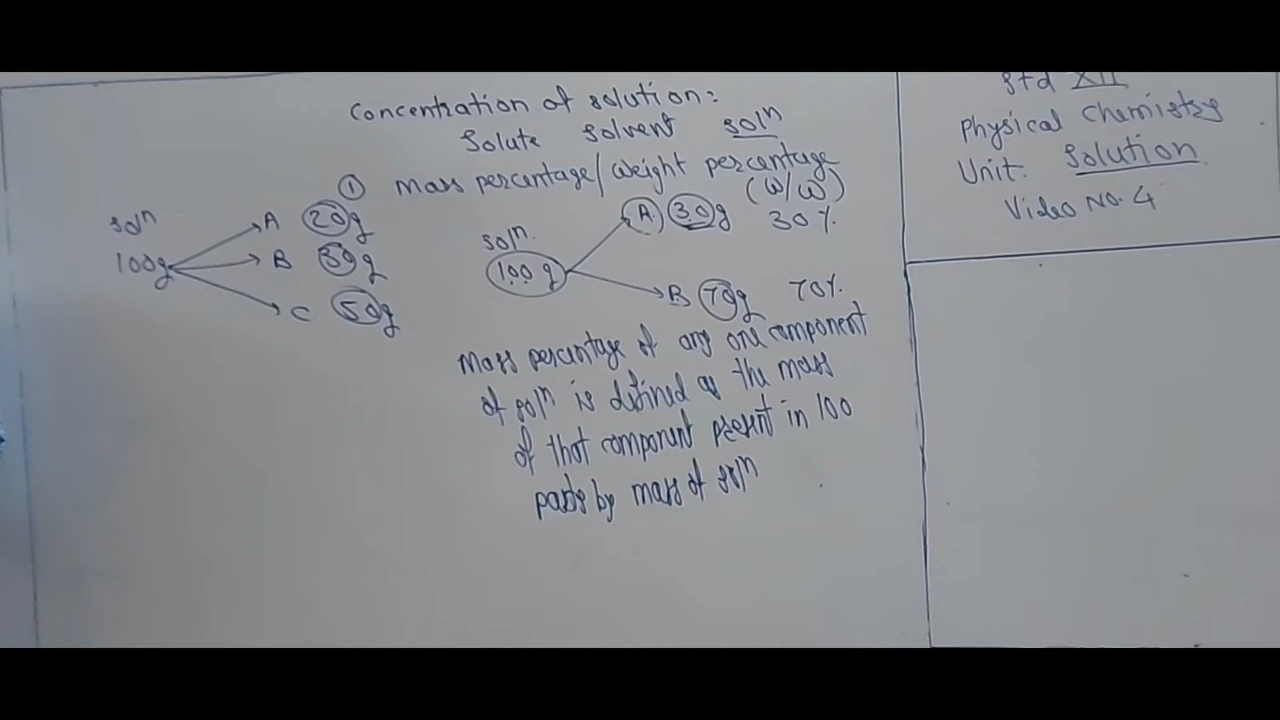 Concentration of solution:
Solute Solvent solⁿ
① Mass percentage/weight percentage
(W/W)
solⁿ
100g
A 20g
B 30g
C 50g
solⁿ.
100 g
A 30g 30%
B 70g 70%
Mass percentage of any one component
of solⁿ is defined as the mass
of that component present in 100
parts by mass of solⁿ
Std XII
Physical Chemistry
Unit: Solution
Video No. 4